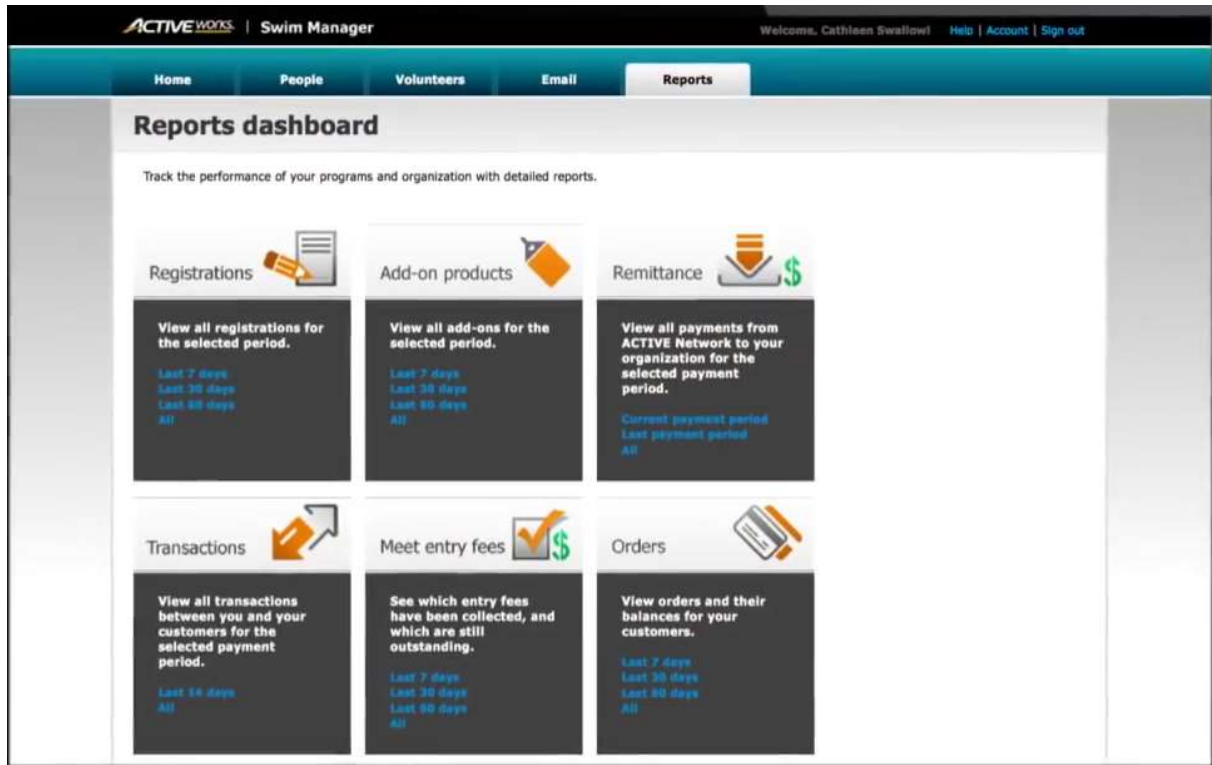 ACTIVEWORKS. | Swim Manager
Welcome, Cathleen Swallow! Help | Account | Sign out
Home People Volunteers Email Reports
Reports dashboard
Track the performance of your programs and organization with detailed reports.
Registrations
View all registrations for
the selected period.
Last 7 days
Last 30 days
Last 60 days
All
Add-on products
View all add-ons for the
selected period.
Last 7 days
Last 30 days
Last 60 days
All
Remittance
$
View all payments from
ACTIVE Network to your
organization for the
selected payment
period.
Current payment period
Last payment period
All
Transactions
View all transactions
between you and your
customers for the
selected payment
period.
Last 14 days
All
Meet entry fees
$
See which entry fees
have been collected, and
which are still
outstanding.
Last 7 days
Last 30 days
Last 60 days
All
Orders
View orders and their
balances for your
customers.
Last 7 days
Last 30 days
Last 60 days
All